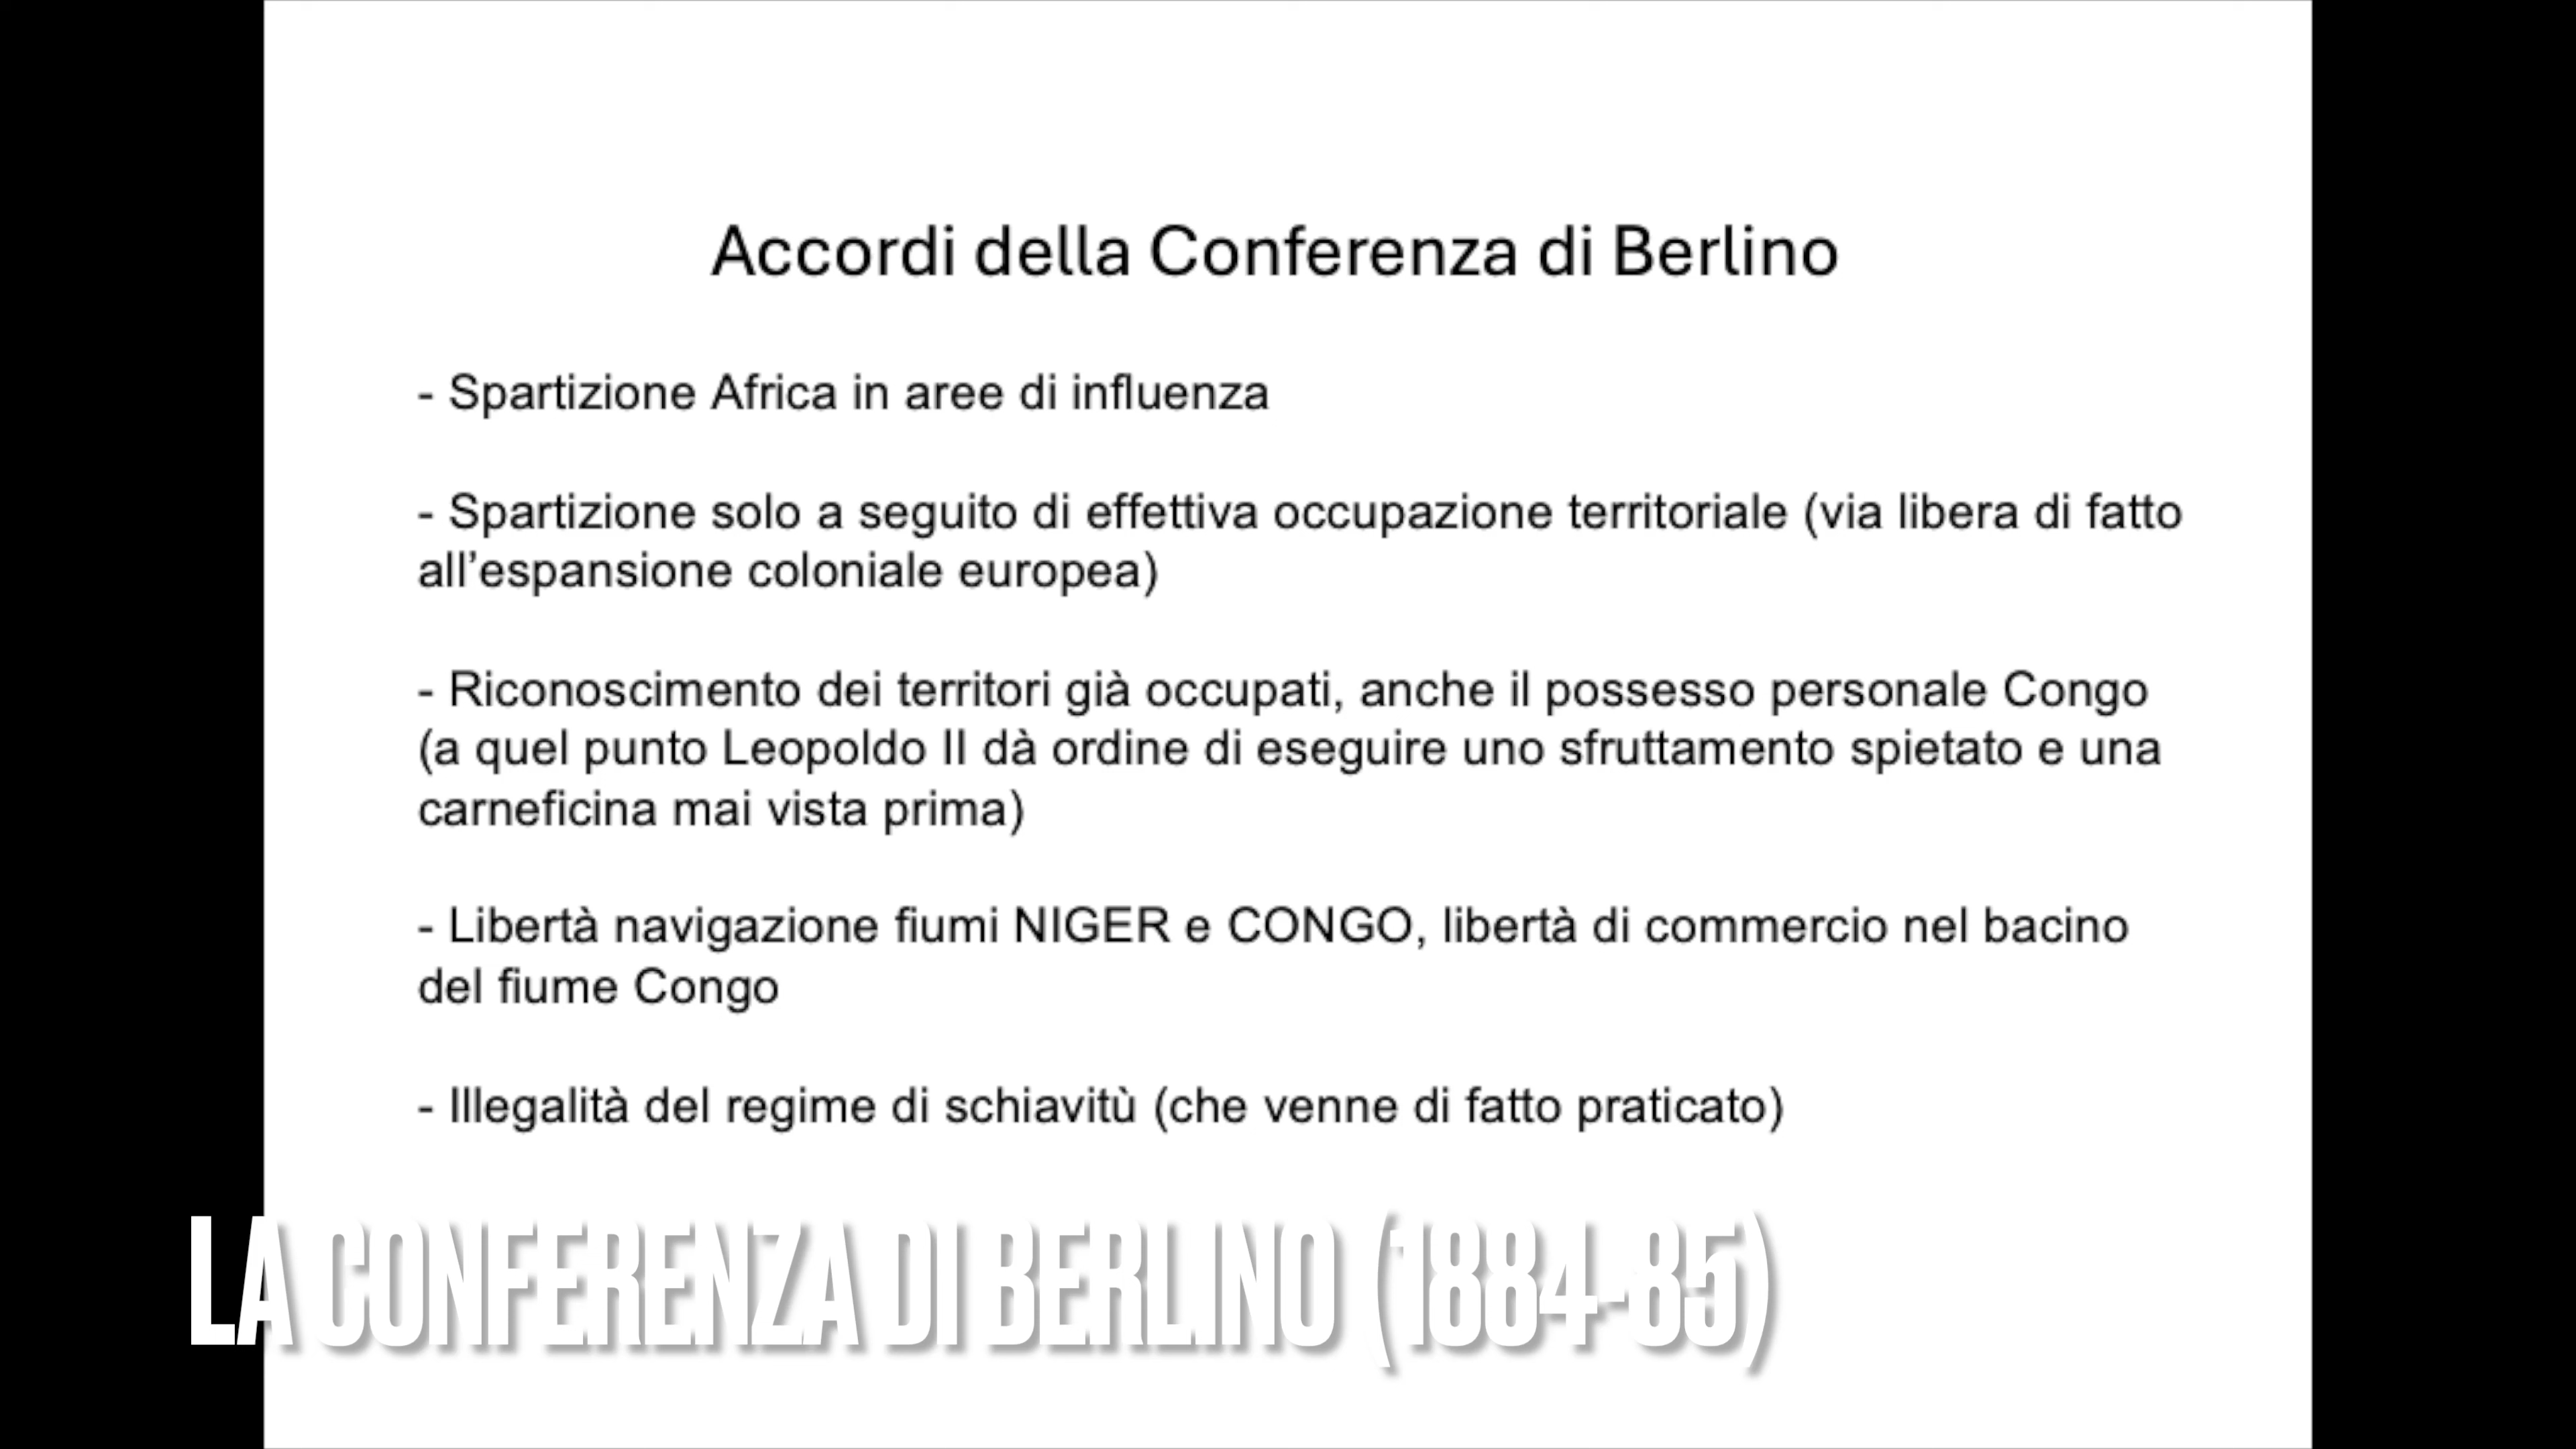 Accordi della Conferenza di Berlino
- Spartizione Africa in aree di influenza
- Spartizione solo a seguito di effettiva occupazione territoriale (via libera di fatto
all’espansione coloniale europea)
- Riconoscimento dei territori già occupati, anche il possesso personale Congo
(a quel punto Leopoldo II dà ordine di eseguire uno sfruttamento spietato e una
carneficina mai vista prima)
- Libertà navigazione fiumi NIGER e CONGO, libertà di commercio nel bacino
del fiume Congo
- Illegalità del regime di schiavitù (che venne di fatto praticato)
LA CONFERENZA DI BERLINO (1884-85)